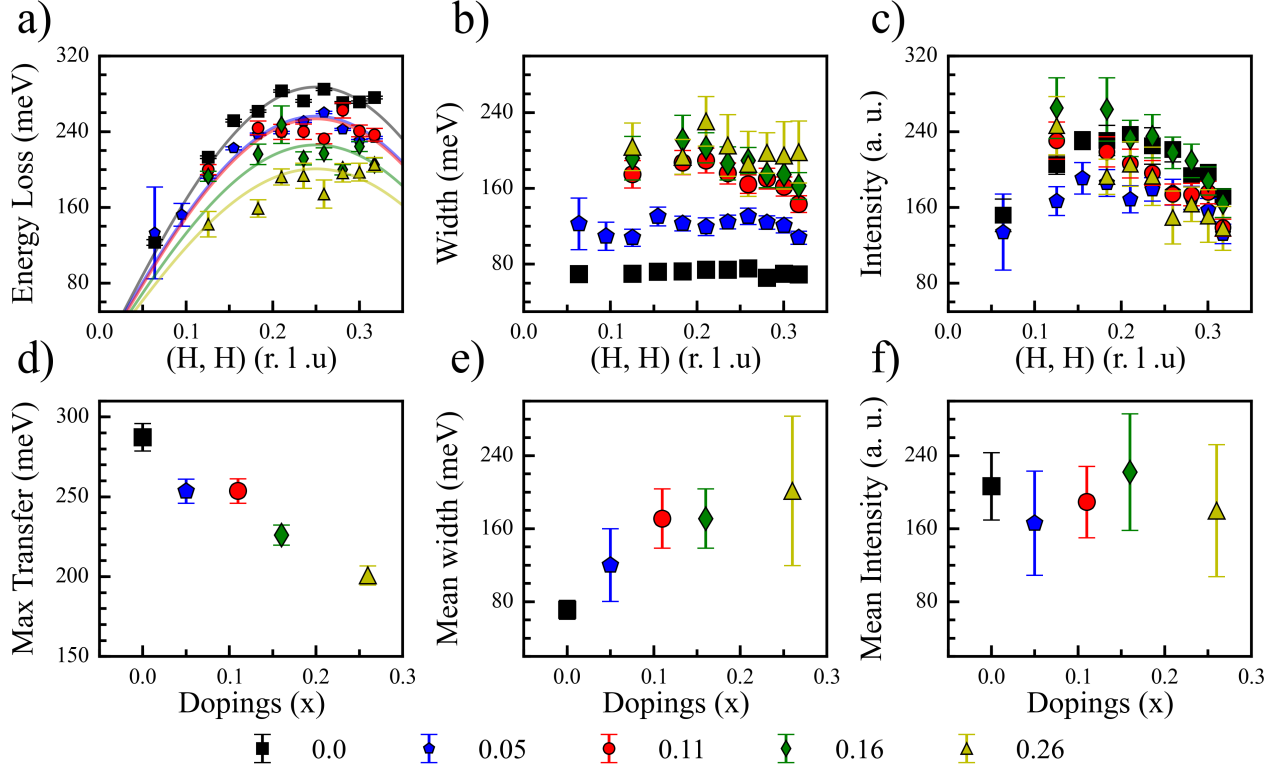 a)
b)
c)
Energy Loss (meV)
320
240
160
80
0.0
0.1
0.2
0.3
(H, H) (r. l .u)
Width (meV)
320
240
160
80
0.0
0.1
0.2
0.3
(H, H) (r. l .u)
Intensity (a. u.)
320
240
160
80
0.0
0.1
0.2
0.3
(H, H) (r. l .u)
d)
e)
f)
Max Transfer (meV)
300
250
200
150
0.0
0.1
0.2
0.3
Dopings (x)
Mean width (meV)
240
160
80
0.0
0.1
0.2
0.3
Dopings (x)
Mean Intensity (a. u.)
240
160
80
0.0
0.1
0.2
0.3
Dopings (x)
0.0
0.05
0.11
0.16
0.26